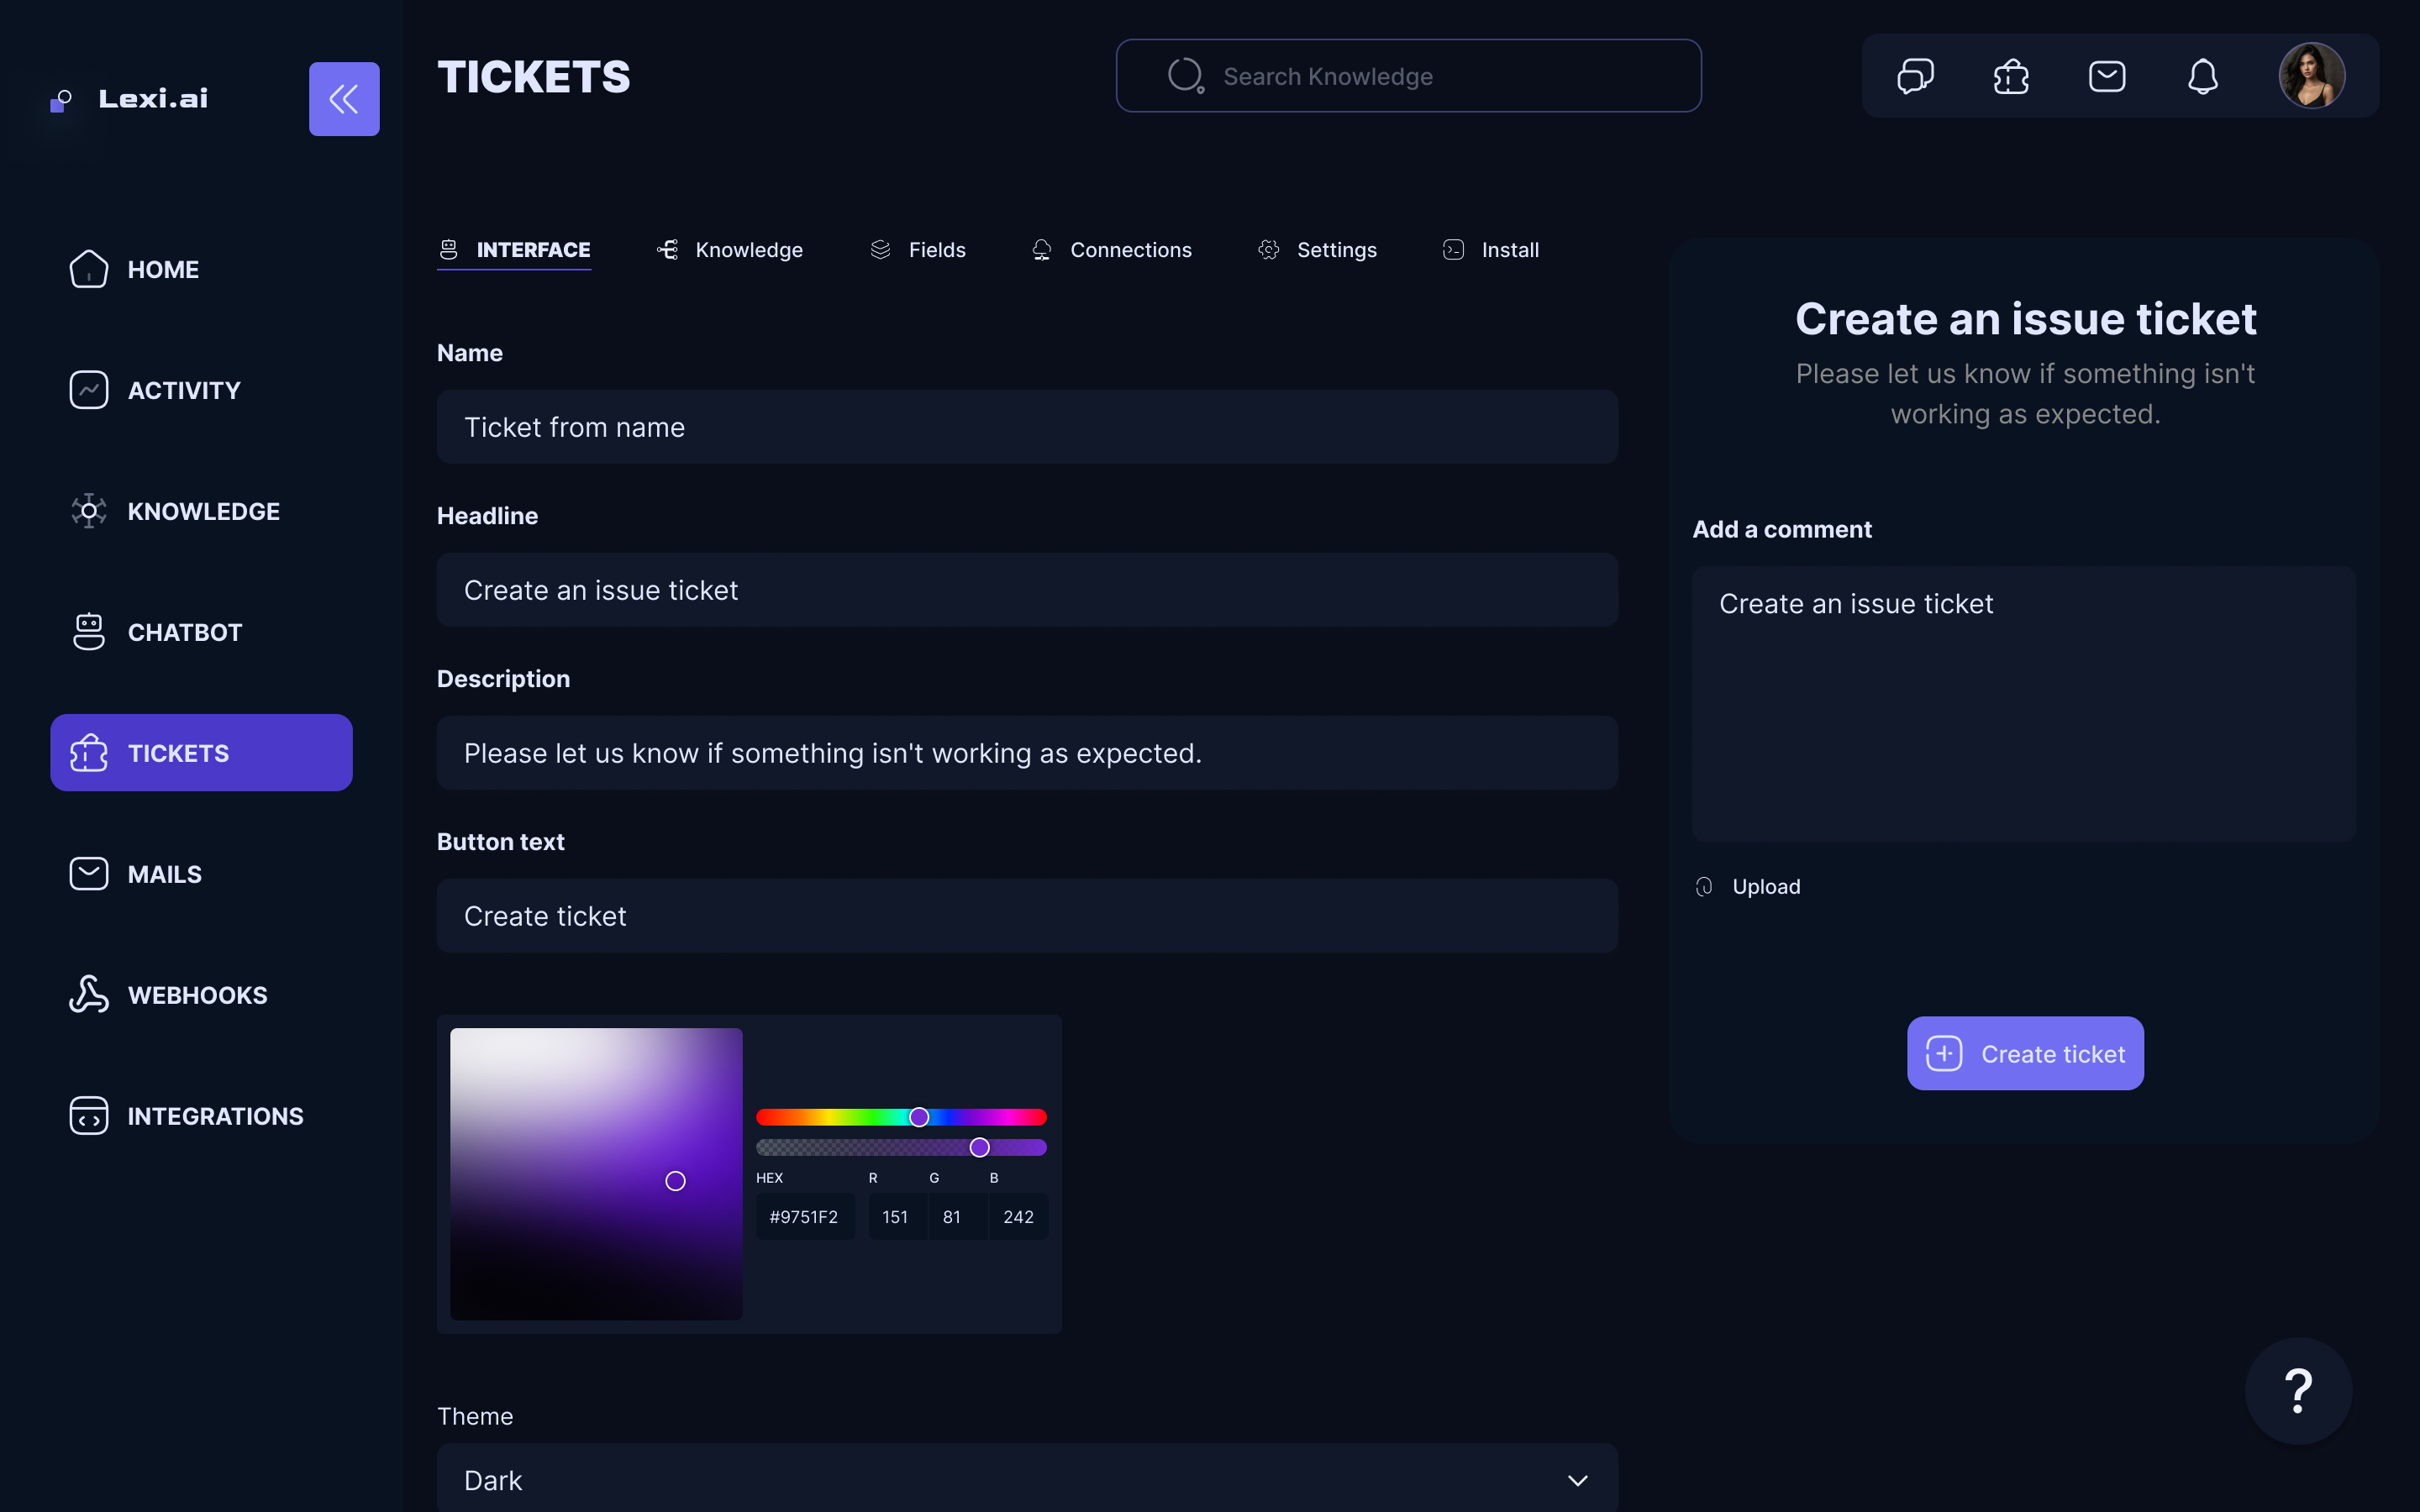 Lexi.ai
TICKETS
Search Knowledge
HOME
ACTIVITY
KNOWLEDGE
CHATBOT
TICKETS
MAILS
WEBHOOKS
INTEGRATIONS
INTERFACE
Knowledge
Fields
Connections
Settings
Install
Name
Ticket from name
Headline
Create an issue ticket
Description
Please let us know if something isn't working as expected.
Button text
Create ticket
HEX
R
G
B
#9751F2
151
81
242
Theme
Dark
Create an issue ticket
Please let us know if something isn't
working as expected.
Add a comment
Create an issue ticket
Upload
Create ticket
?